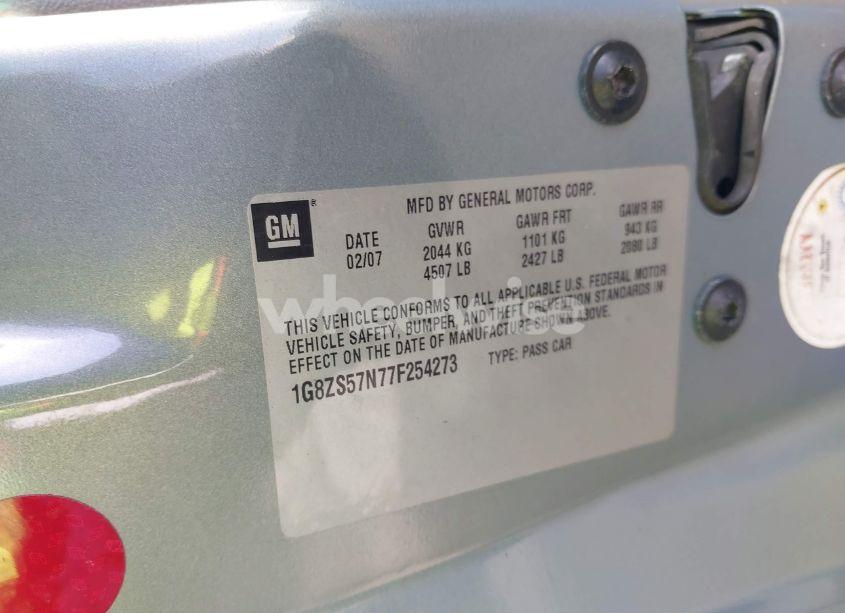 GM
MFD BY GENERAL MOTORS CORP.
DATE GVWR GAWR FRT GAWR RR
02/07 2044 KG 1101 KG 943 KG
4507 LB 2427 LB 2080 LB
THIS VEHICLE CONFORMS TO ALL APPLICABLE U.S. FEDERAL MOTOR
VEHICLE SAFETY, BUMPER, AND THEFT PREVENTION STANDARDS IN
EFFECT ON THE DATE OF MANUFACTURE SHOWN ABOVE.
1G8ZS57N77F254273 TYPE: PASS CAR